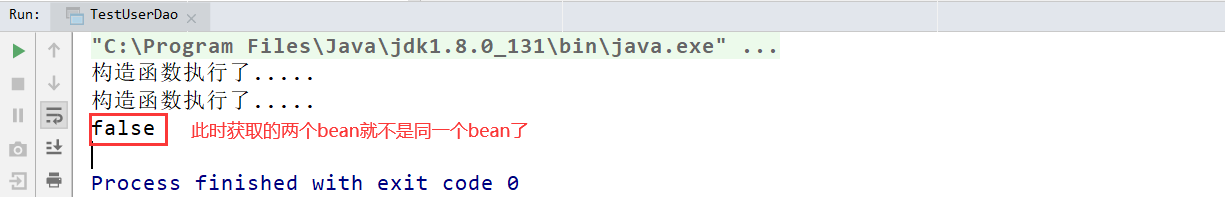 Run: TestUserDao
"C:\Program Files\Java\jdk1.8.0_131\bin\java.exe" ...
构造函数执行了.....
构造函数执行了.....
false 此时获取的两个bean就不是同一个bean了
Process finished with exit code 0